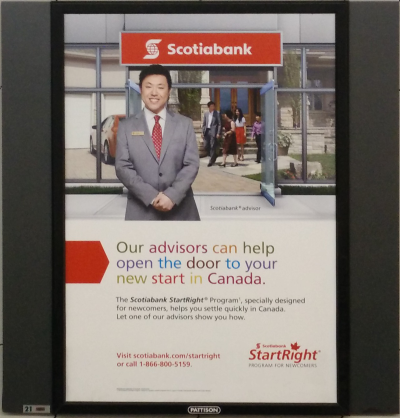 Scotiabank
Scotiabank® advisor
Our advisors can help
open the door to your
new start in Canada.
The Scotiabank StartRight® Program¹, specially designed
for newcomers, helps you settle quickly in Canada.
Let one of our advisors show you how.
Visit scotiabank.com/startright
or call 1-866-800-5159.
Scotiabank
StartRight®
PROGRAM FOR NEWCOMERS
21
PATTISON